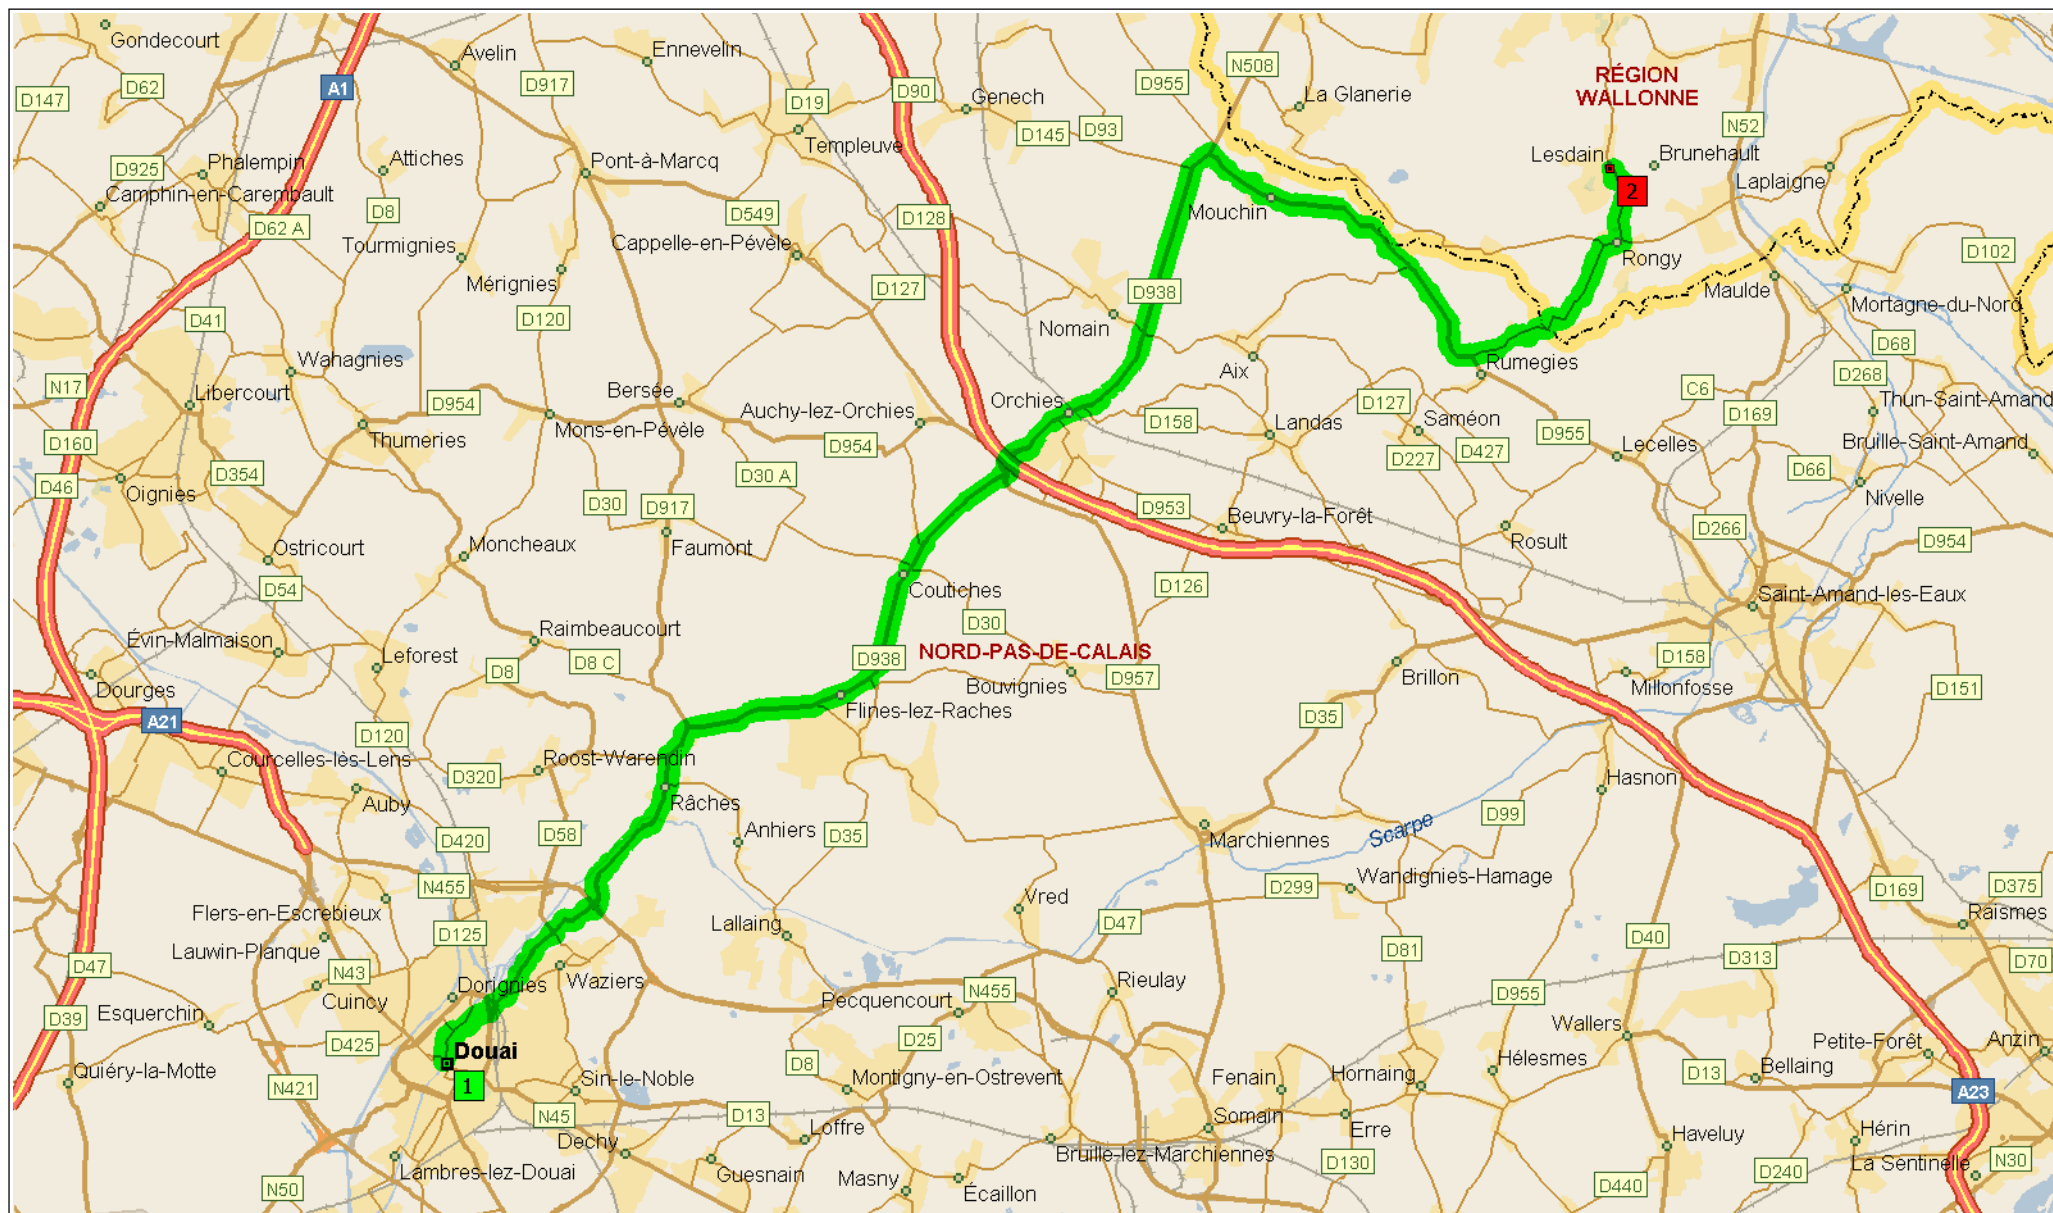 Gondecourt
Avelin
Ennevelin
D147
D62
A1
D917
D19
D90
Genech
D955
N508
La Glanerie
RÉGION
WALLONNE
D145
D93
N52
Templeuve
D925
Phalempin
Attiches
Pont-à-Marcq
Lesdain
Brunehault
Laplaigne
Camphin-en-Carembault
2
D8
D549
D128
Mouchin
D62 A
Tourmignies
Cappelle-en-Pévèle
Rongy
D102
Mérignies
D127
D938
Maulde
Mortagne-du-Nord
D41
D120
Nomain
Wahagnies
Aix
Rumegies
D68
D268
N17
Libercourt
D954
Bersée
Auchy-lez-Orchies
Orchies
D158
D127
C6
Thun-Saint-Amand
D169
D160
Thumeries
Mons-en-Pévèle
D954
Landas
Saméon
D955
Lecelles
Bruille-Saint-Amand
D46
Oignies
D354
D30 A
D227
D427
D66
Nivelle
D30
D917
D953
Beuvry-la-Forêt
Rosult
D266
D954
Ostricourt
Moncheaux
Faumont
D54
Coutiches
D126
Saint-Amand-les-Eaux
Évin-Malmaison
Raimbeaucourt
D30
Leforest
D8
D8 C
D938
NORD-PAS-DE-CALAIS
D158
Dourges
Bouvignies
D957
Brillon
Millonfosse
D151
A21
Flines-lez-Raches
D35
D120
Courcelles-lès-Lens
D320
Roost-Warendin
Hasnon
Auby
Râches
D420
D58
Anhiers
D35
Marchiennes
Scarpe
D99
N455
D299
Wandignies-Hamage
D169
D375
Flers-en-Escrebieux
Vred
Raismes
Lallaing
D47
Lauwin-Planque
D125
D81
D40
D313
D70
D47
N43
Cuincy
Dorignies
Waziers
Pecquencourt
N455
Rieulay
D955
Esquerchin
D39
D425
Douai
D25
Wallers
Petite-Forêt
Anzin
Quiéry-la-Motte
1
Sin-le-Noble
D8
Montigny-en-Ostrevent
Fenain
Hornaing
Hélesmes
D13
Bellaing
A23
N421
N45
D13
Somain
Erre
Dechy
Loffre
Haveluy
Hérin
Lambres-lez-Douai
Guesnain
Bruille-lez-Marchiennes
D130
D240
La Sentinelle
N30
N50
Masny
Écaillon
D440